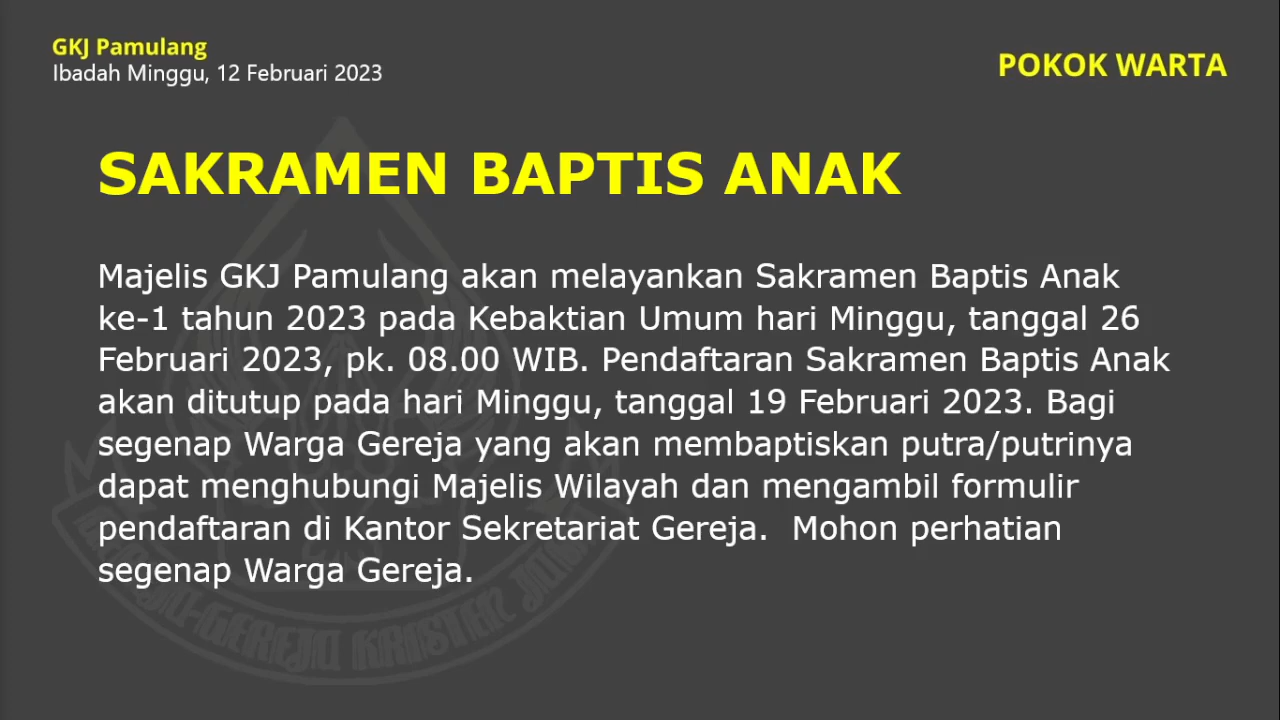 GKJ Pamulang
Ibadah Minggu, 12 Februari 2023
POKOK WARTA
SAKRAMEN BAPTIS ANAK
Majelis GKJ Pamulang akan melayankan Sakramen Baptis Anak
ke-1 tahun 2023 pada Kebaktian Umum hari Minggu, tanggal 26
Februari 2023, pk. 08.00 WIB. Pendaftaran Sakramen Baptis Anak
akan ditutup pada hari Minggu, tanggal 19 Februari 2023. Bagi
segenap Warga Gereja yang akan membaptiskan putra/putrinya
dapat menghubungi Majelis Wilayah dan mengambil formulir
pendaftaran di Kantor Sekretariat Gereja.  Mohon perhatian
segenap Warga Gereja.
GEREJA KRISTEN